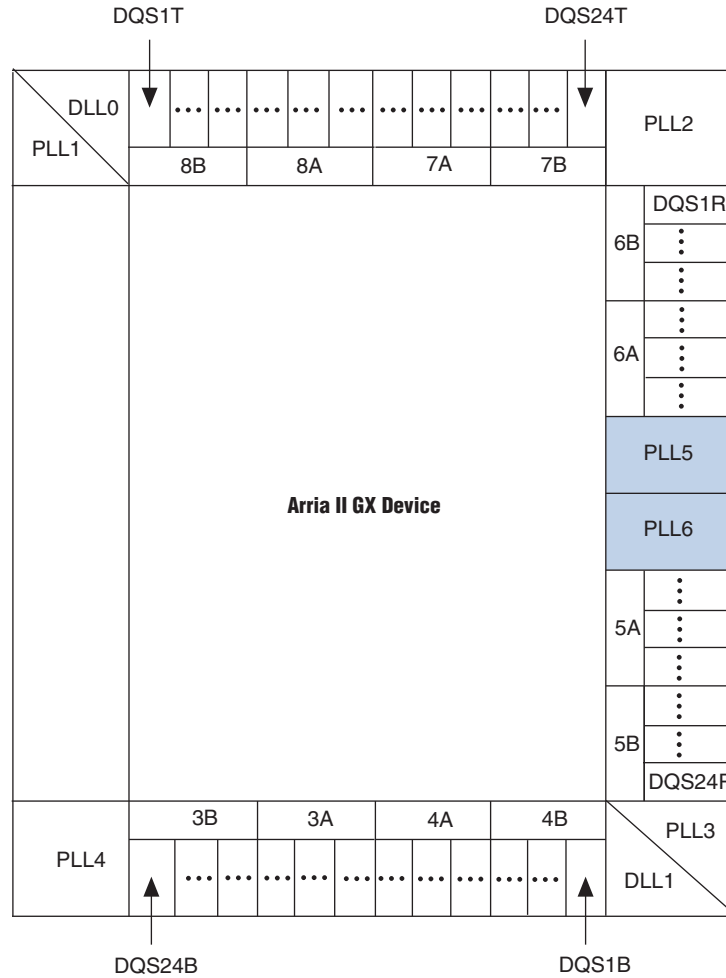 DQS1T DQS24T
DLL0
PLL1
PLL2
8B 8A 7A 7B
DQS1R
6B
6A
PLL5
Arria II GX Device
PLL6
5A
5B
DQS24R
3B 3A 4A 4B
PLL3
PLL4
DLL1
DQS24B DQS1B